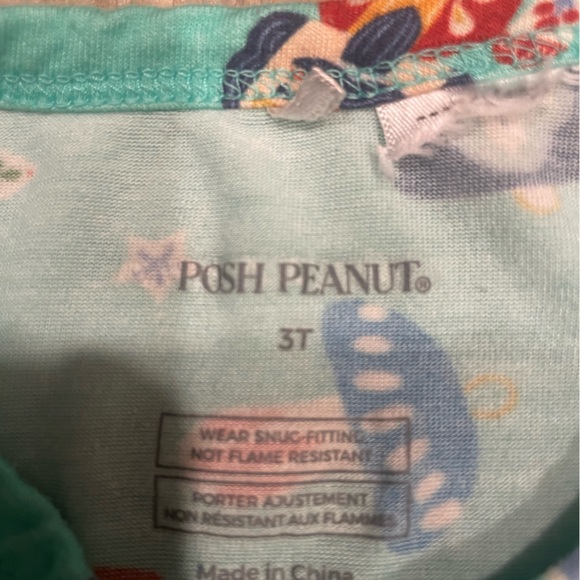 POSH PEANUT®
3T
WEAR SNUG-FITTING,
NOT FLAME RESISTANT
PORTER AJUSTEMENT
NON RÉSISTANT AUX FLAMMES
Made in China